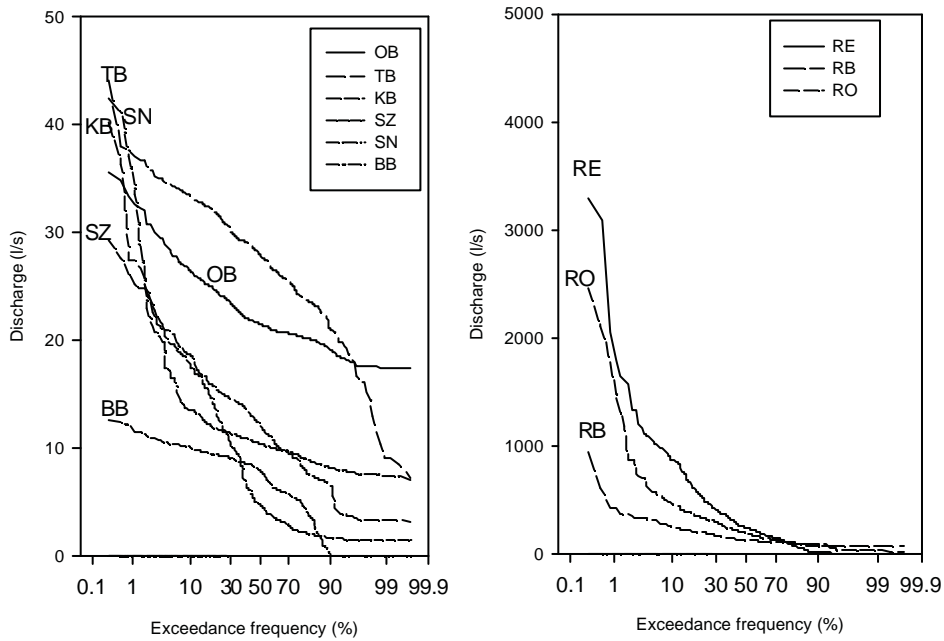 50
40
30
20
10
0
Discharge (l/s)
TB
SN
KB
SZ
OB
BB
OB
TB
KB
SZ
SN
BB
0.1 1 10 30 50 70 90 99 99.9
Exceedance frequency (%)
5000
4000
3000
2000
1000
0
Discharge (l/s)
RE
RO
RB
RE
RB
RO
0.1 1 10 30 50 70 90 99 99.9
Exceedance frequency (%)